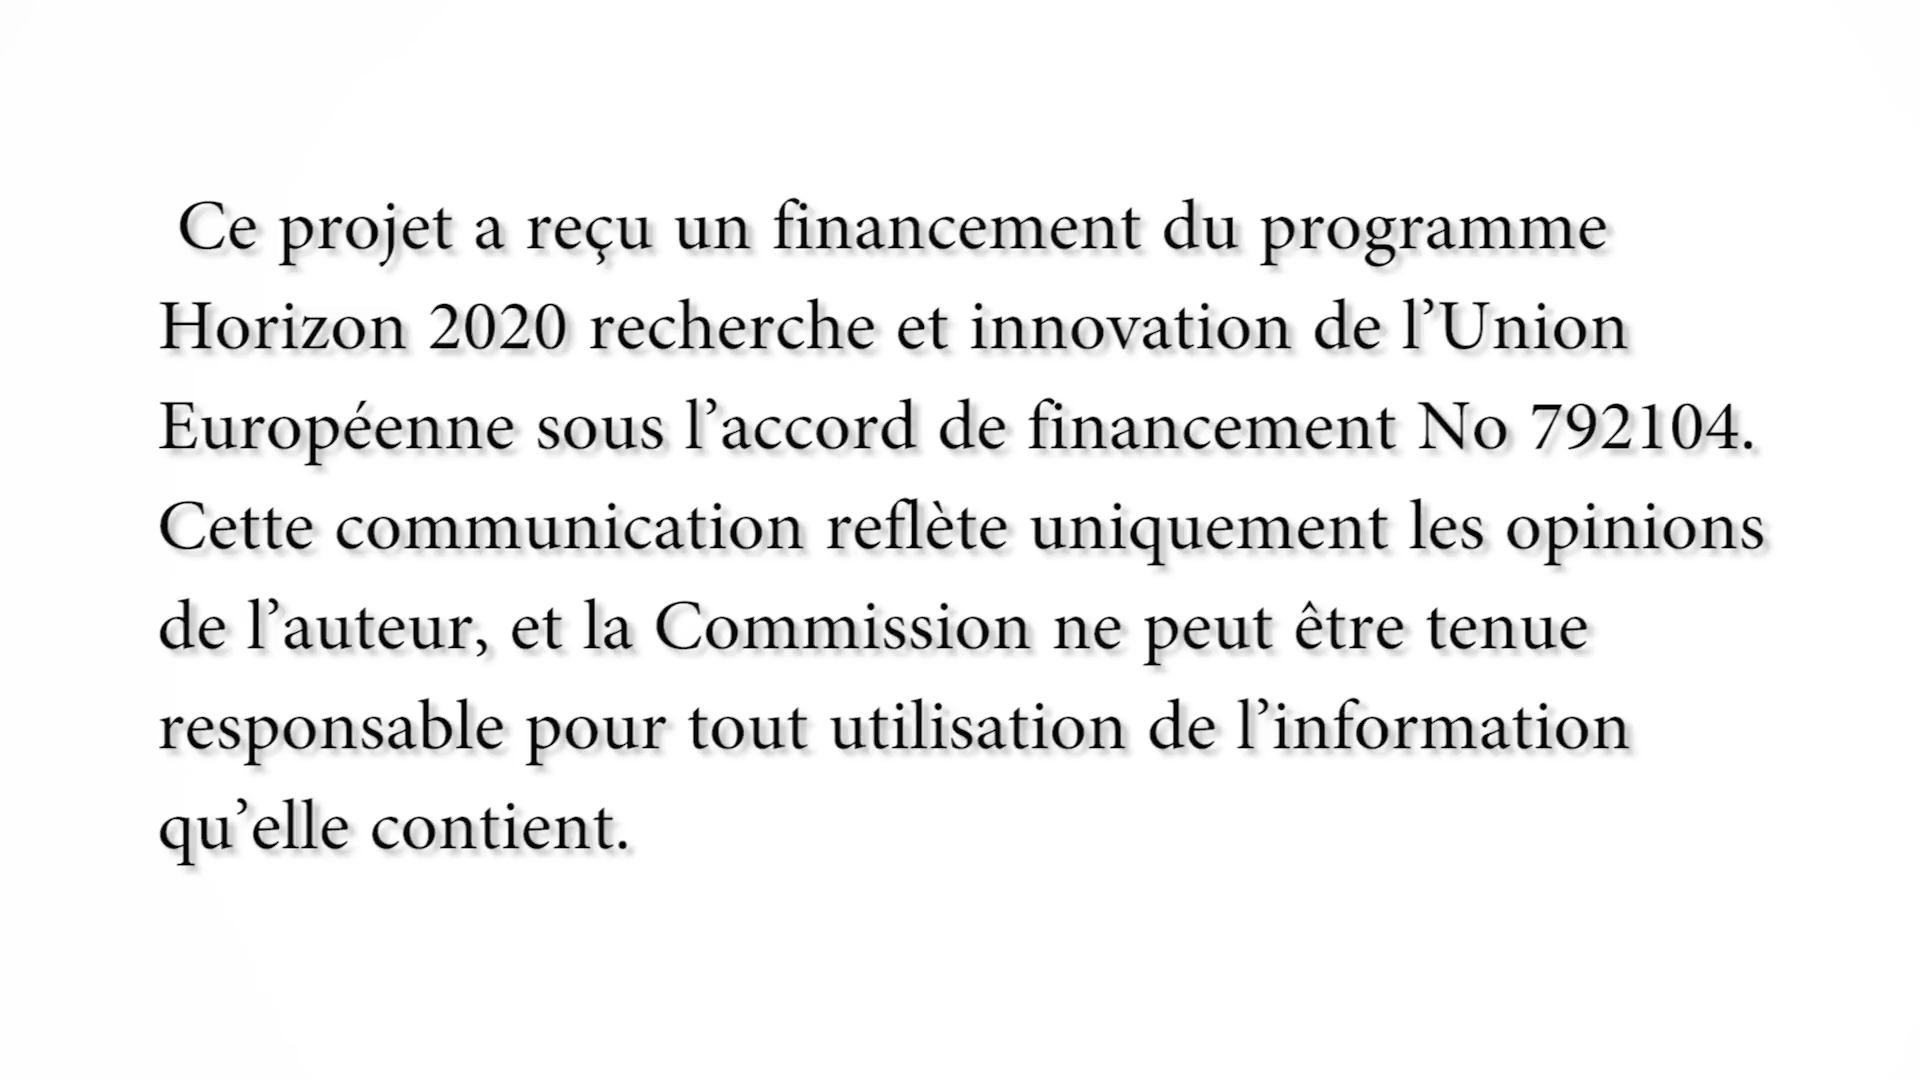 Ce projet a reçu un financement du programme
Horizon 2020 recherche et innovation de l’Union
Européenne sous l’accord de financement No 792104.
Cette communication reflète uniquement les opinions
de l’auteur, et la Commission ne peut être tenue
responsable pour tout utilisation de l’information
qu’elle contient.